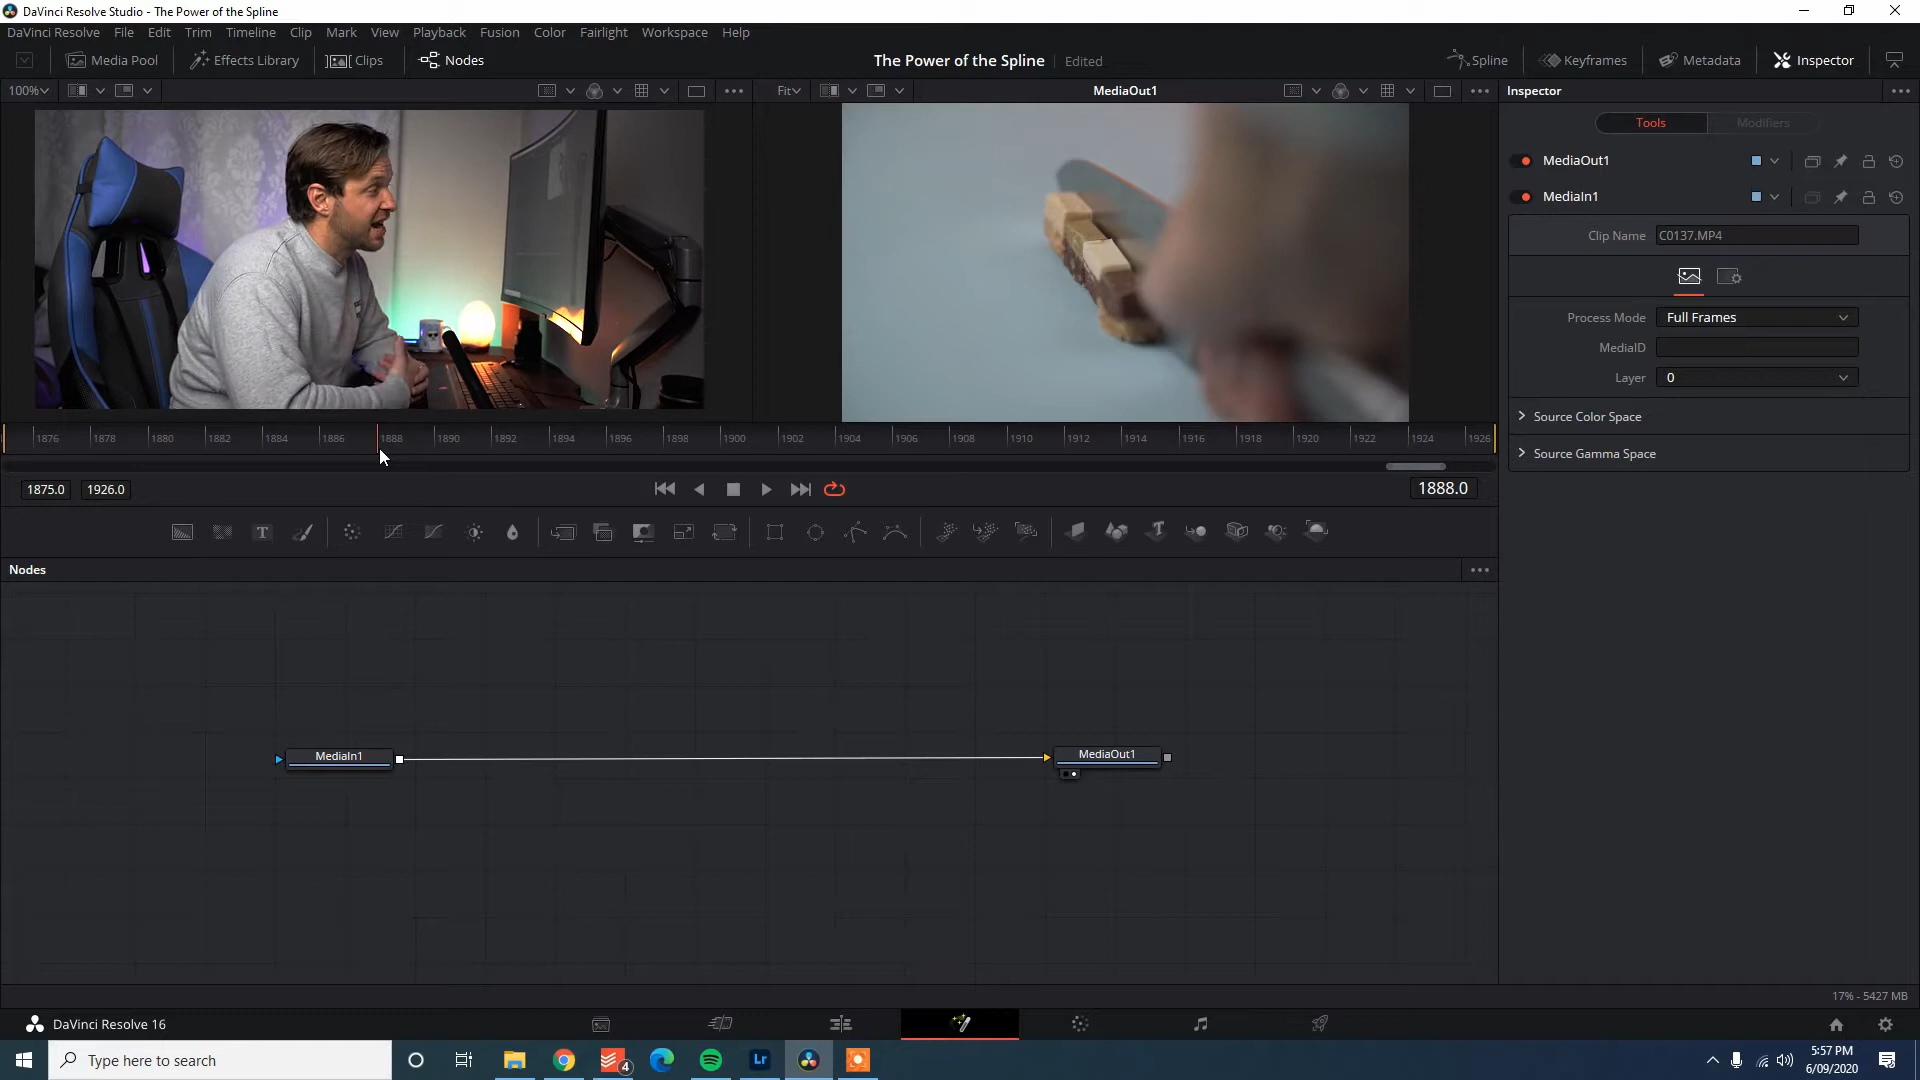 DaVinci Resolve Studio - The Power of the Spline
DaVinci Resolve File Edit Trim Timeline Clip Mark View Playback Fusion Color Fairlight Workspace Help
Media Pool Effects Library Clips Nodes The Power of the Spline Edited Spline Keyframes Metadata Inspector
100% Fit MediaOut1 Inspector
Tools Modifiers
MediaOut1
MediaIn1
Clip Name C0137.MP4
Process Mode Full Frames
MediaID
Layer 0
Source Color Space
Source Gamma Space
1876 1878 1880 1882 1884 1886 1888 1890 1892 1894 1896 1898 1900 1902 1904 1906 1908 1910 1912 1914 1916 1918 1920 1922 1924 1926
1875.0 1926.0 1888.0
T
Nodes
MediaIn1 MediaOut1
17% - 5427 MB
DaVinci Resolve 16
Type here to search
4
Lr
5:57 PM
6/09/2020